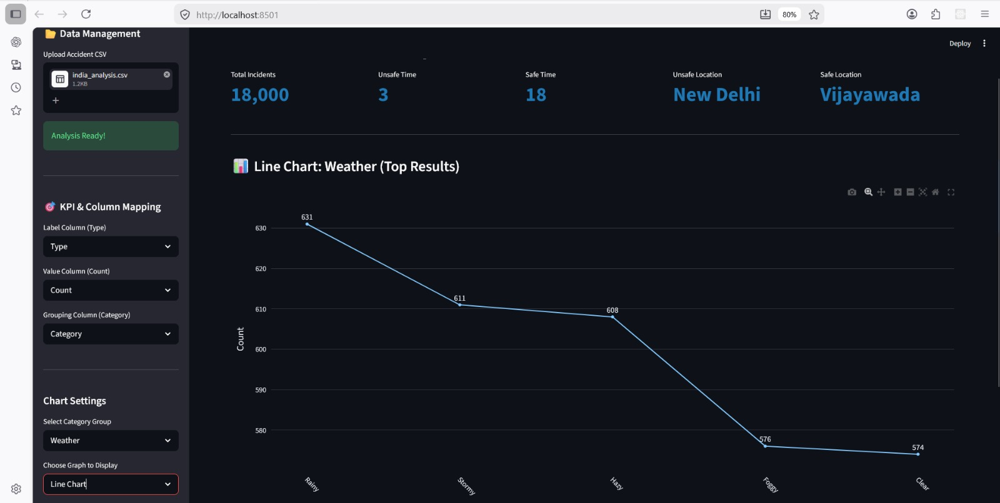 http://localhost:8501
80%
Data Management
Upload Accident CSV
india_analysis.csv
1.2KB
Analysis Ready!
KPI & Column Mapping
Label Column (Type)
Type
Value Column (Count)
Count
Grouping Column (Category)
Category
Chart Settings
Select Category Group
Weather
Choose Graph to Display
Line Chart
Deploy
Total Incidents
18,000
Unsafe Time
3
Safe Time
18
Unsafe Location
New Delhi
Safe Location
Vijayawada
Line Chart: Weather (Top Results)
Count
630
620
610
600
590
580
631
611
608
576
574
Rainy
Stormy
Hazy
Foggy
Clear